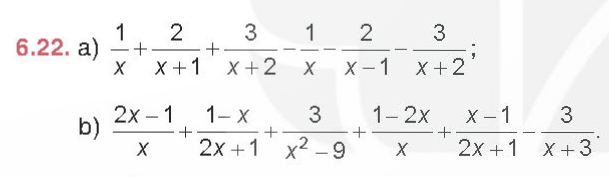 6.22. a) 1/x + 2/(x+1) + 3/(x+2) - 1/x - 2/(x-1) - 3/(x+2);
b) (2x-1)/x + (1-x)/(2x+1) + 3/(x²-9) + (1-2x)/x + (x-1)/(2x+1) - 3/(x+3).